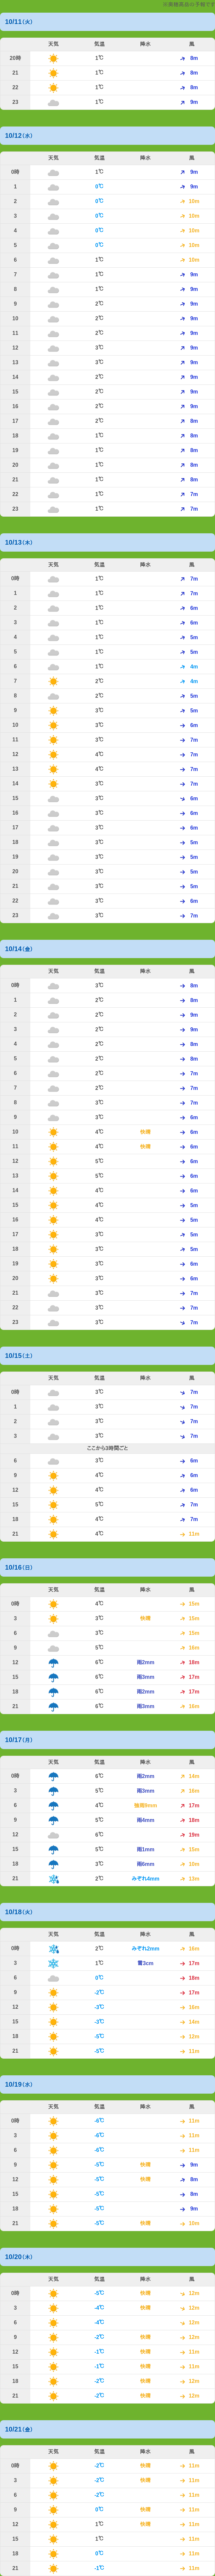 ※発雨風自の予報です
10/11(火)
天気 気温 降水 風
20時 1℃ 8m
21 1℃ 8m
22 1℃ 8m
23 1℃ 9m
10/12(水)
天気 気温 降水 風
0時 1℃ 9m
1 0℃ 9m
2 0℃ 10m
3 0℃ 10m
4 0℃ 10m
5 0℃ 10m
6 1℃ 10m
7 1℃ 9m
8 1℃ 9m
9 2℃ 9m
10 2℃ 9m
11 2℃ 9m
12 3℃ 9m
13 3℃ 9m
14 2℃ 9m
15 2℃ 9m
16 2℃ 9m
17 2℃ 8m
18 1℃ 8m
19 1℃ 8m
20 1℃ 8m
21 1℃ 8m
22 1℃ 7m
23 1℃ 7m
10/13(木)
天気 気温 降水 風
0時 1℃ 7m
1 1℃ 7m
2 1℃ 6m
3 1℃ 6m
4 1℃ 5m
5 1℃ 5m
6 1℃ 4m
7 2℃ 4m
8 2℃ 5m
9 3℃ 5m
10 3℃ 6m
11 3℃ 7m
12 4℃ 7m
13 4℃ 7m
14 3℃ 7m
15 3℃ 6m
16 3℃ 6m
17 3℃ 6m
18 3℃ 5m
19 3℃ 5m
20 3℃ 5m
21 3℃ 5m
22 3℃ 6m
23 3℃ 7m
10/14(金)
天気 気温 降水 風
0時 3℃ 8m
1 2℃ 8m
2 2℃ 9m
3 2℃ 9m
4 2℃ 8m
5 2℃ 8m
6 2℃ 7m
7 2℃ 7m
8 3℃ 7m
9 3℃ 6m
10 4℃ 快晴 6m
11 4℃ 快晴 6m
12 5℃ 6m
13 5℃ 6m
14 4℃ 6m
15 4℃ 5m
16 4℃ 5m
17 3℃ 5m
18 3℃ 5m
19 3℃ 6m
20 3℃ 6m
21 3℃ 7m
22 3℃ 7m
23 3℃ 7m
10/15(土)
天気 気温 降水 風
0時 3℃ 7m
1 3℃ 7m
2 3℃ 7m
3 3℃ 7m
ここから3時間ごと
6 3℃ 6m
9 4℃ 6m
12 4℃ 6m
15 5℃ 7m
18 4℃ 7m
21 4℃ 11m
10/16(日)
天気 気温 降水 風
0時 4℃ 15m
3 3℃ 快晴 15m
6 3℃ 15m
9 5℃ 16m
12 6℃ 雨2mm 18m
15 6℃ 雨3mm 17m
18 6℃ 雨2mm 17m
21 6℃ 雨3mm 16m
10/17(月)
天気 気温 降水 風
0時 6℃ 雨2mm 14m
3 5℃ 雨3mm 16m
6 4℃ 強雨9mm 17m
9 5℃ 雨4mm 18m
12 6℃ 19m
15 5℃ 雨1mm 15m
18 3℃ 雨6mm 10m
21 2℃ みぞれ4mm 13m
10/18(火)
天気 気温 降水 風
0時 2℃ みぞれ2mm 16m
3 1℃ 雪3cm 17m
6 0℃ 18m
9 -2℃ 17m
12 -3℃ 16m
15 -3℃ 14m
18 -5℃ 12m
21 -5℃ 11m
10/19(水)
天気 気温 降水 風
0時 -6℃ 11m
3 -6℃ 11m
6 -6℃ 11m
9 -5℃ 快晴 9m
12 -5℃ 快晴 8m
15 -5℃ 8m
18 -5℃ 9m
21 -5℃ 快晴 10m
10/20(木)
天気 気温 降水 風
0時 -5℃ 快晴 12m
3 -4℃ 快晴 12m
6 -4℃ 12m
9 -2℃ 快晴 12m
12 -1℃ 快晴 11m
15 -1℃ 快晴 11m
18 -2℃ 快晴 12m
21 -2℃ 快晴 12m
10/21(金)
天気 気温 降水 風
0時 -2℃ 快晴 11m
3 -2℃ 快晴 11m
6 -2℃ 11m
9 0℃ 快晴 11m
12 1℃ 快晴 11m
15 1℃ 11m
18 0℃ 11m
21 -1℃ 11m